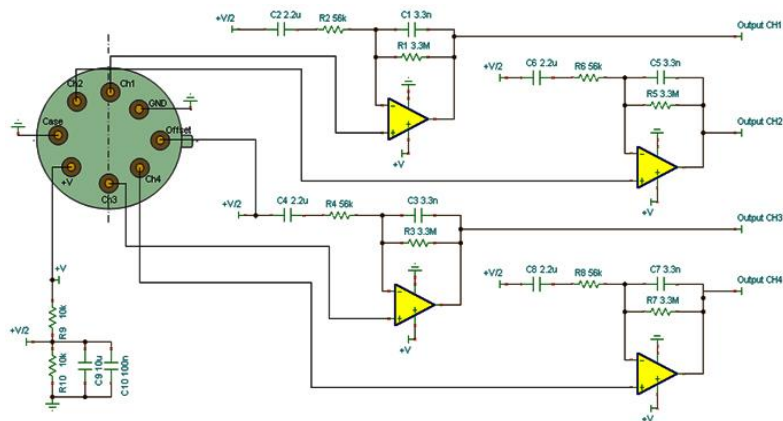 +V/2 C2 2.2u R2 56k C1 3.3n
R1 3.3M
Output CH1
+V
+V/2 C6 2.2u R6 56k C5 3.3n
R5 3.3M
Output CH2
+V
Ch2 Ch1
GND
Case
Offset
+V Ch4
Ch3
+V/2 C4 2.2u R4 56k C3 3.3n
R3 3.3M
Output CH3
+V
+V/2 C8 2.2u R8 56k C7 3.3n
R7 3.3M
Output CH4
+V
+V
10k
R9
+V/2
10k
R10
C9 10u
C10 100n